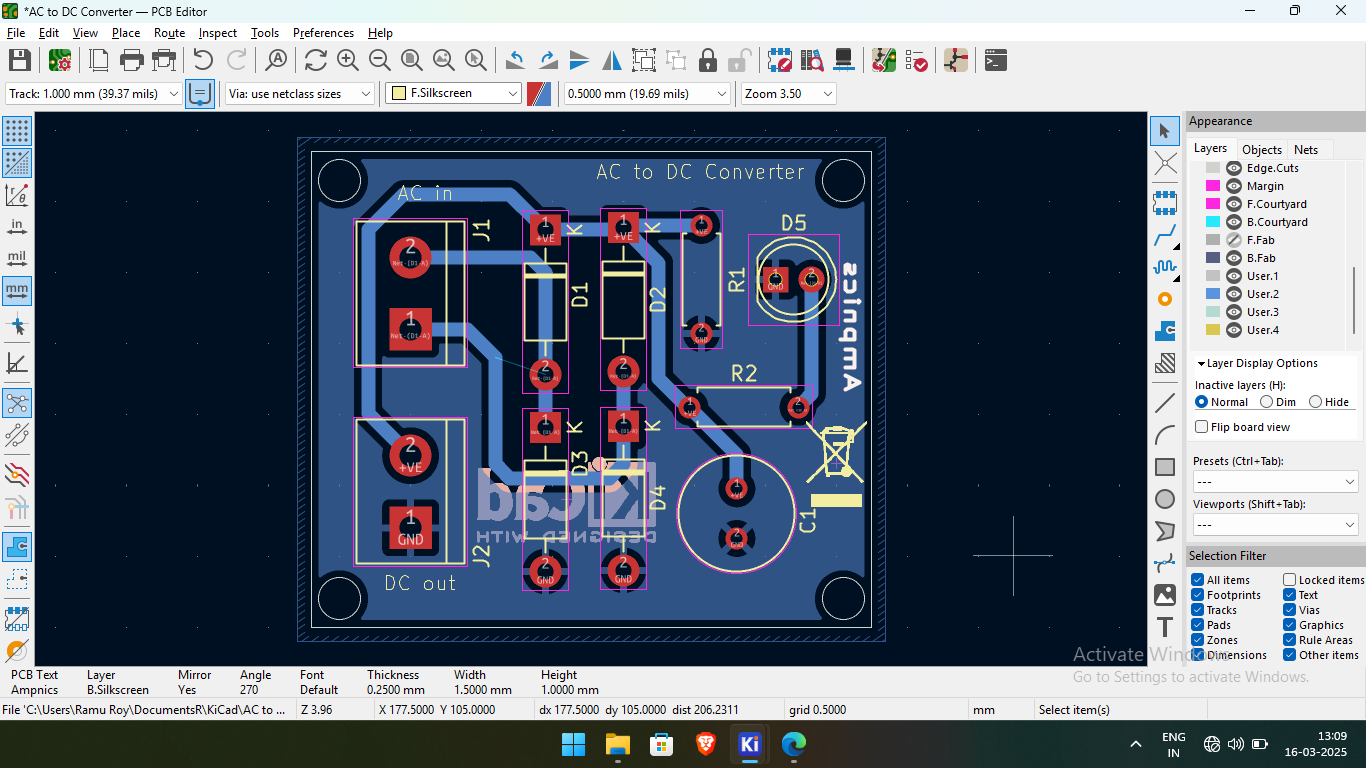 *AC to DC Converter — PCB Editor
File Edit View Place Route Inspect Tools Preferences Help
Track: 1.000 mm (39.37 mils) Via: use netclass sizes F.Silkscreen 0.5000 mm (19.69 mils) Zoom 3.50
in
mil
mm
AC to DC Converter
AC in
J1
2
1
J2
2
+VE
1
GND
DC out
1
+VE
K
D1
2
1
+VE
K
D2
2
1
K
D3
2
GND
1
K
D4
2
GND
1
+VE
R1
1
GND
D5
1
GND
2
R2
1
+VE
2
C1
1
+VE
2
GND
Ampnics
KiCad
DESIGNED WITH
Appearance
Layers Objects Nets
Edge.Cuts
Margin
F.Courtyard
B.Courtyard
F.Fab
B.Fab
User.1
User.2
User.3
User.4
Layer Display Options
Inactive layers (H):
Normal Dim Hide
Flip board view
Presets (Ctrl+Tab):
---
Viewports (Shift+Tab):
---
Selection Filter
All items Locked items
Footprints Text
Tracks Vias
Pads Graphics
Zones Rule Areas
Dimensions Other items
Activate Windows
Go to Settings to activate Windows.
PCB Text Layer Mirror Angle Font Thickness Width Height
Ampnics B.Silkscreen Yes 270 Default 0.2500 mm 1.5000 mm 1.0000 mm
File 'C:\Users\Ramu Roy\DocumentsR\KiCad\AC to ... Z 3.96 X 177.5000 Y 105.0000 dx 177.5000 dy 105.0000 dist 206.2311 grid 0.5000 mm Select item(s)
Ki
ENG
IN
13:09
16-03-2025